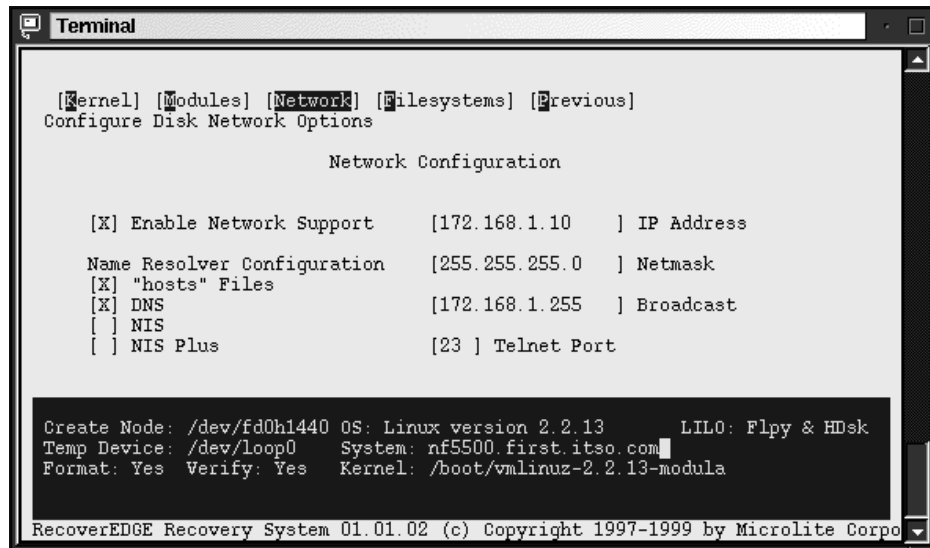 Terminal
[Kernel] [Modules] [Network] [Filesystems] [Previous]
Configure Disk Network Options
Network Configuration
[X] Enable Network Support [172.168.1.10 ] IP Address
Name Resolver Configuration [255.255.255.0 ] Netmask
[X] "hosts" Files
[X] DNS [172.168.1.255 ] Broadcast
[ ] NIS
[ ] NIS Plus [23 ] Telnet Port
Create Node: /dev/fd0h1440 OS: Linux version 2.2.13 LILO: Flpy & HDsk
Temp Device: /dev/loop0 System: nf5500.first.itso.com
Format: Yes Verify: Yes Kernel: /boot/vmlinuz-2.2.13-modula
RecoverEDGE Recovery System 01.01.02 (c) Copyright 1997-1999 by Microlite Corpo